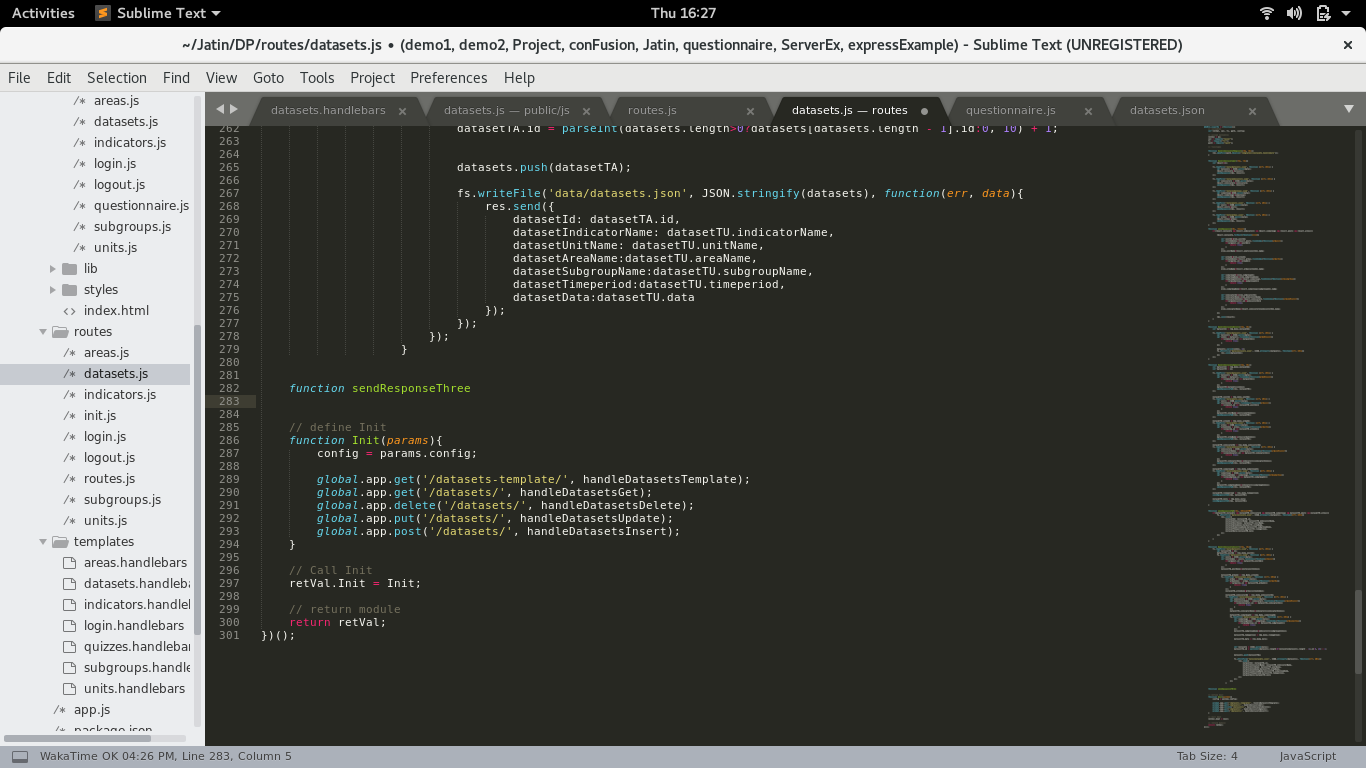 Activities Sublime Text Thu 16:27
~/Jatin/DP/routes/datasets.js • (demo1, demo2, Project, conFusion, Jatin, questionnaire, ServerEx, expressExample) - Sublime Text (UNREGISTERED)
File Edit Selection Find View Goto Tools Project Preferences Help
areas.js
datasets.js
indicators.js
login.js
logout.js
questionnaire.js
subgroups.js
units.js
lib
styles
index.html
routes
areas.js
datasets.js
indicators.js
init.js
login.js
logout.js
routes.js
subgroups.js
units.js
templates
areas.handlebars
datasets.handleba
indicators.handlel
login.handlebars
quizzes.handlebar
subgroups.handle
units.handlebars
app.js
package.json
datasets.handlebars datasets.js — public/js routes.js datasets.js — routes questionnaire.js datasets.json
262 datasetTA.id = parseInt(datasets.length>0?datasets[datasets.length - 1].id:0, 10) + 1;
263
264
265 datasets.push(datasetTA);
266
267 fs.writeFile('data/datasets.json', JSON.stringify(datasets), function(err, data){
268 res.send({
269 datasetId: datasetTA.id,
270 datasetIndicatorName: datasetTU.indicatorName,
271 datasetUnitName: datasetTU.unitName,
272 datasetAreaName:datasetTU.areaName,
273 datasetSubgroupName:datasetTU.subgroupName,
274 datasetTimeperiod:datasetTU.timeperiod,
275 datasetData:datasetTU.data
276 });
277 });
278 });
279 }
280
281
282 function sendResponseThree
283
284
285 // define Init
286 function Init(params){
287 config = params.config;
288
289 global.app.get('/datasets-template/', handleDatasetsTemplate);
290 global.app.get('/datasets/', handleDatasetsGet);
291 global.app.delete('/datasets/', handleDatasetsDelete);
292 global.app.put('/datasets/', handleDatasetsUpdate);
293 global.app.post('/datasets/', handleDatasetsInsert);
294 }
295
296 // Call Init
297 retVal.Init = Init;
298
299 // return module
300 return retVal;
301 })();
WakaTime OK 04:26 PM, Line 283, Column 5 Tab Size: 4 JavaScript